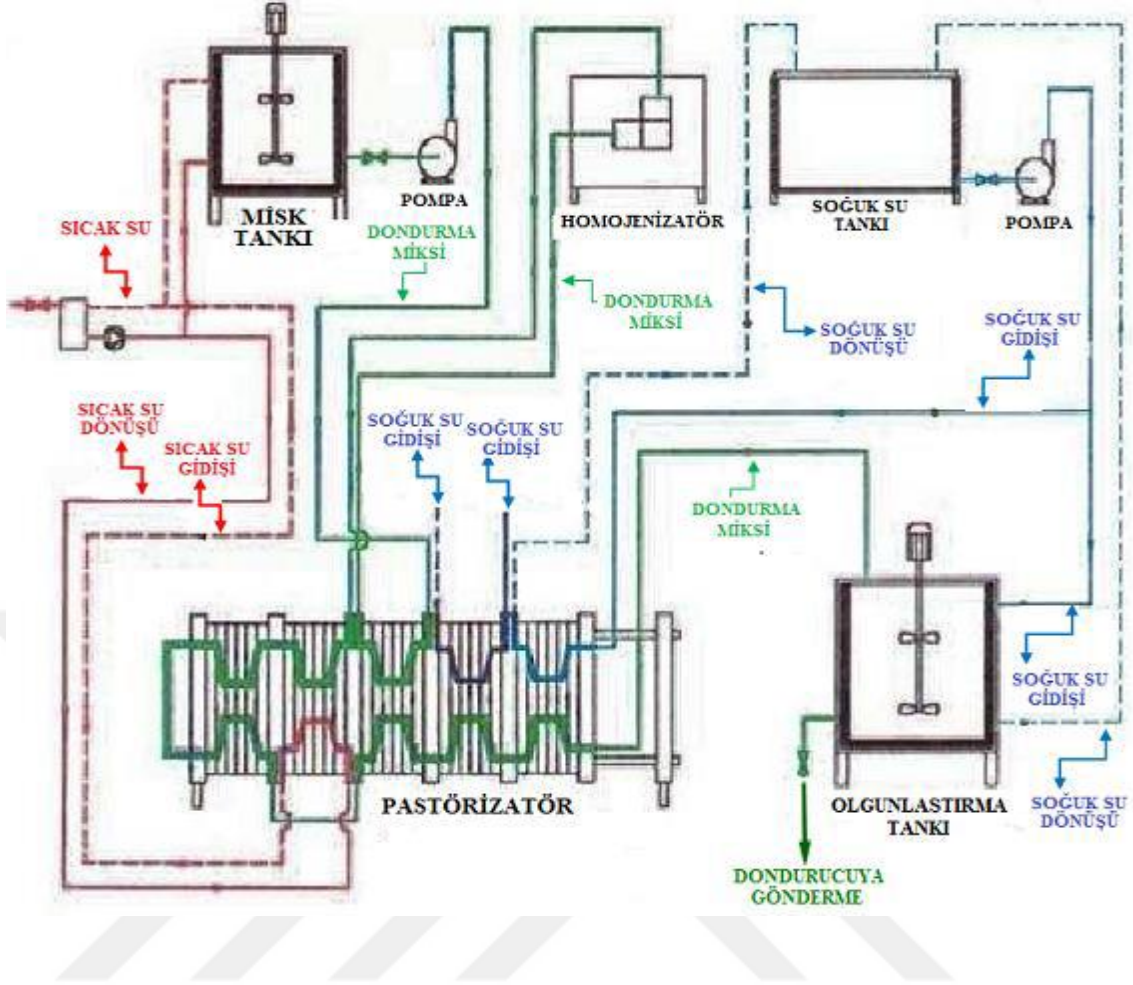 MİSK
TANKI
POMPA
HOMOJENİZATÖR
SOĞUK SU
TANKI
POMPA
SICAK SU
DONDURMA
MİKSİ
DONDURMA
MİKSİ
SOĞUK SU
DÖNÜŞÜ
SOĞUK SU
GİDİŞİ
SICAK SU
DÖNÜŞÜ
SICAK SU
GİDİŞİ
SOĞUK SU
GİDİŞİ
SOĞUK SU
GİDİŞİ
DONDURMA
MİKSİ
SOĞUK SU
GİDİŞİ
PASTÖRİZATÖR
OLGUNLASTIRMA
TANKI
SOĞUK SU
DÖNÜŞÜ
DONDURUCUYA
GÖNDERME